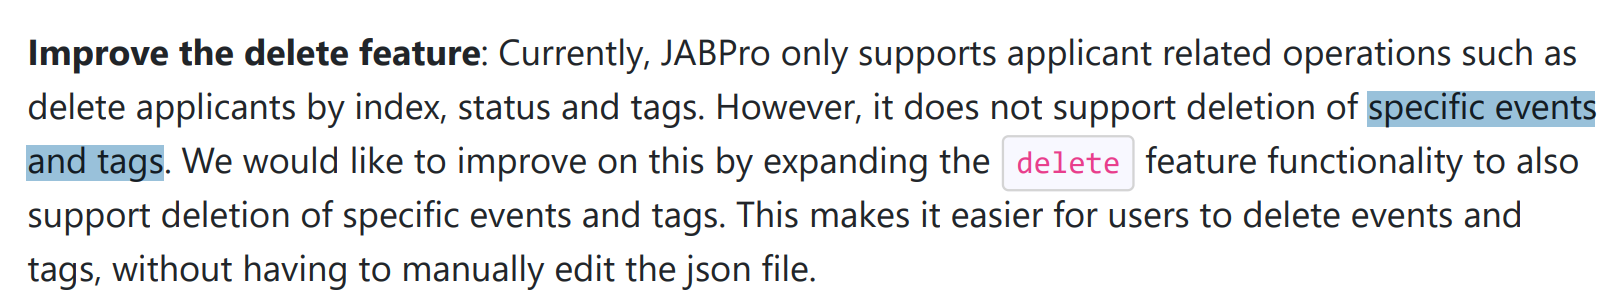 Improve the delete feature: Currently, JABPro only supports applicant related operations such as
delete applicants by index, status and tags. However, it does not support deletion of specific events
and tags. We would like to improve on this by expanding the delete feature functionality to also
support deletion of specific events and tags. This makes it easier for users to delete events and
tags, without having to manually edit the json file.